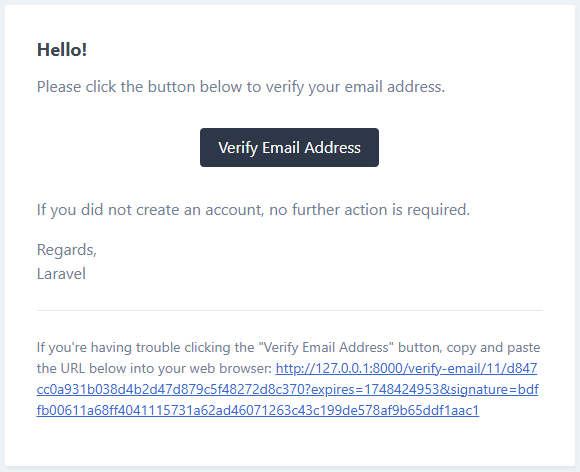 Hello!
Please click the button below to verify your email address.
Verify Email Address
If you did not create an account, no further action is required.
Regards,
Laravel
If you're having trouble clicking the "Verify Email Address" button, copy and paste
the URL below into your web browser: http://127.0.0.1:8000/verify-email/11/d847
cc0a931b038d4b2d47d879c5f48272d8c370?expires=1748424953&signature=bdf
fb00611a68ff4041115731a62ad46071263c43c199de578af9b65ddf1aac1